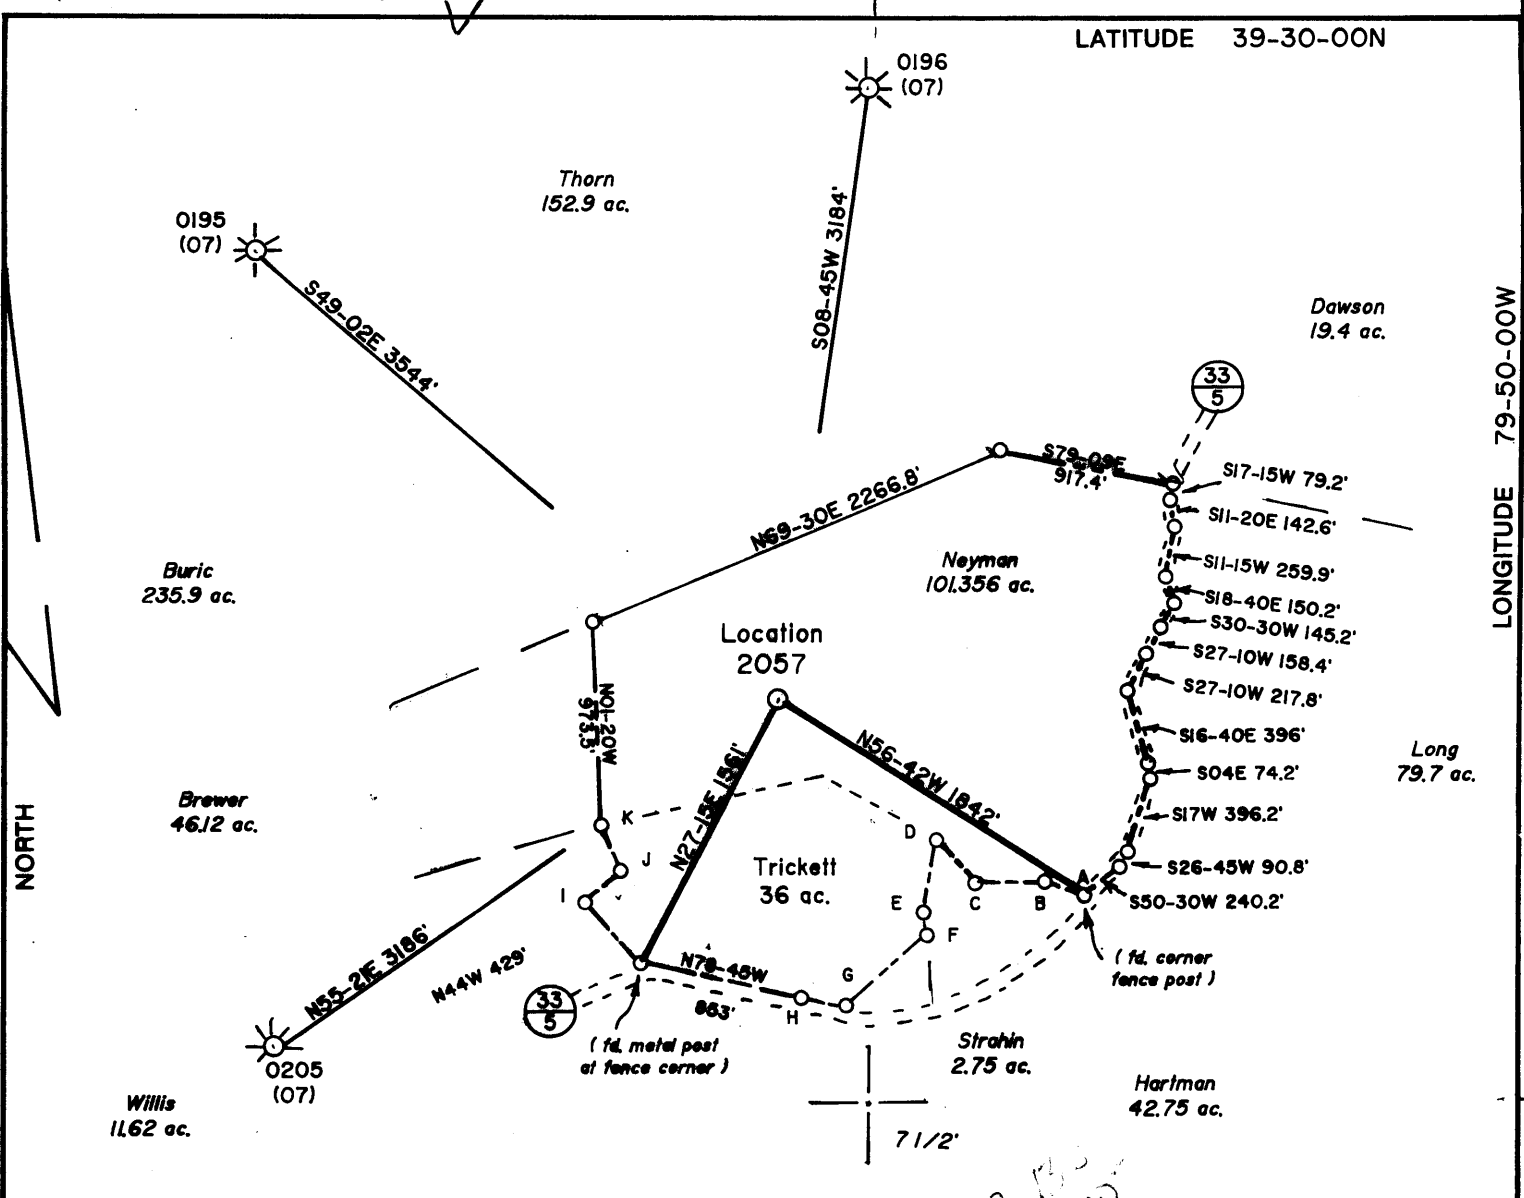 LATITUDE 39-30-00N
0196
(07)
Thorn
152.9 ac.
0195
(07)
S08-45W 3184'
S49-02E 3544'
Dawson
19.4 ac.
LONGITUDE 79-50-00W
33
5
S79-09E
917.4'
S17-15W 79.2'
N69-30E 2266.8'
S11-20E 142.6'
Neyman
101.356 ac.
S11-15W 259.9'
Buric
235.9 ac.
S18-40E 150.2'
S30-30W 145.2'
Location
2057
S27-10W 158.4'
S27-10W 217.8'
N01-20W
973.5'
S16-40E 396'
N56-42W 1842'
Long
79.7 ac.
S04E 74.2'
N27-15E 1561'
Brewer
46.12 ac.
S17W 396.2'
NORTH
K
D
J
Trickett
36 ac.
S26-45W 90.8'
A
I
E
C
B
S50-30W 240.2'
F
N55-21E 3186'
N44W 429'
N78-45W
863'
G
( fd. corner
fence post )
33
5
H
( fd. metal post
at fence corner )
Strahin
2.75 ac.
0205
(07)
Hartman
42.75 ac.
Willis
11.62 ac.
7 1/2'